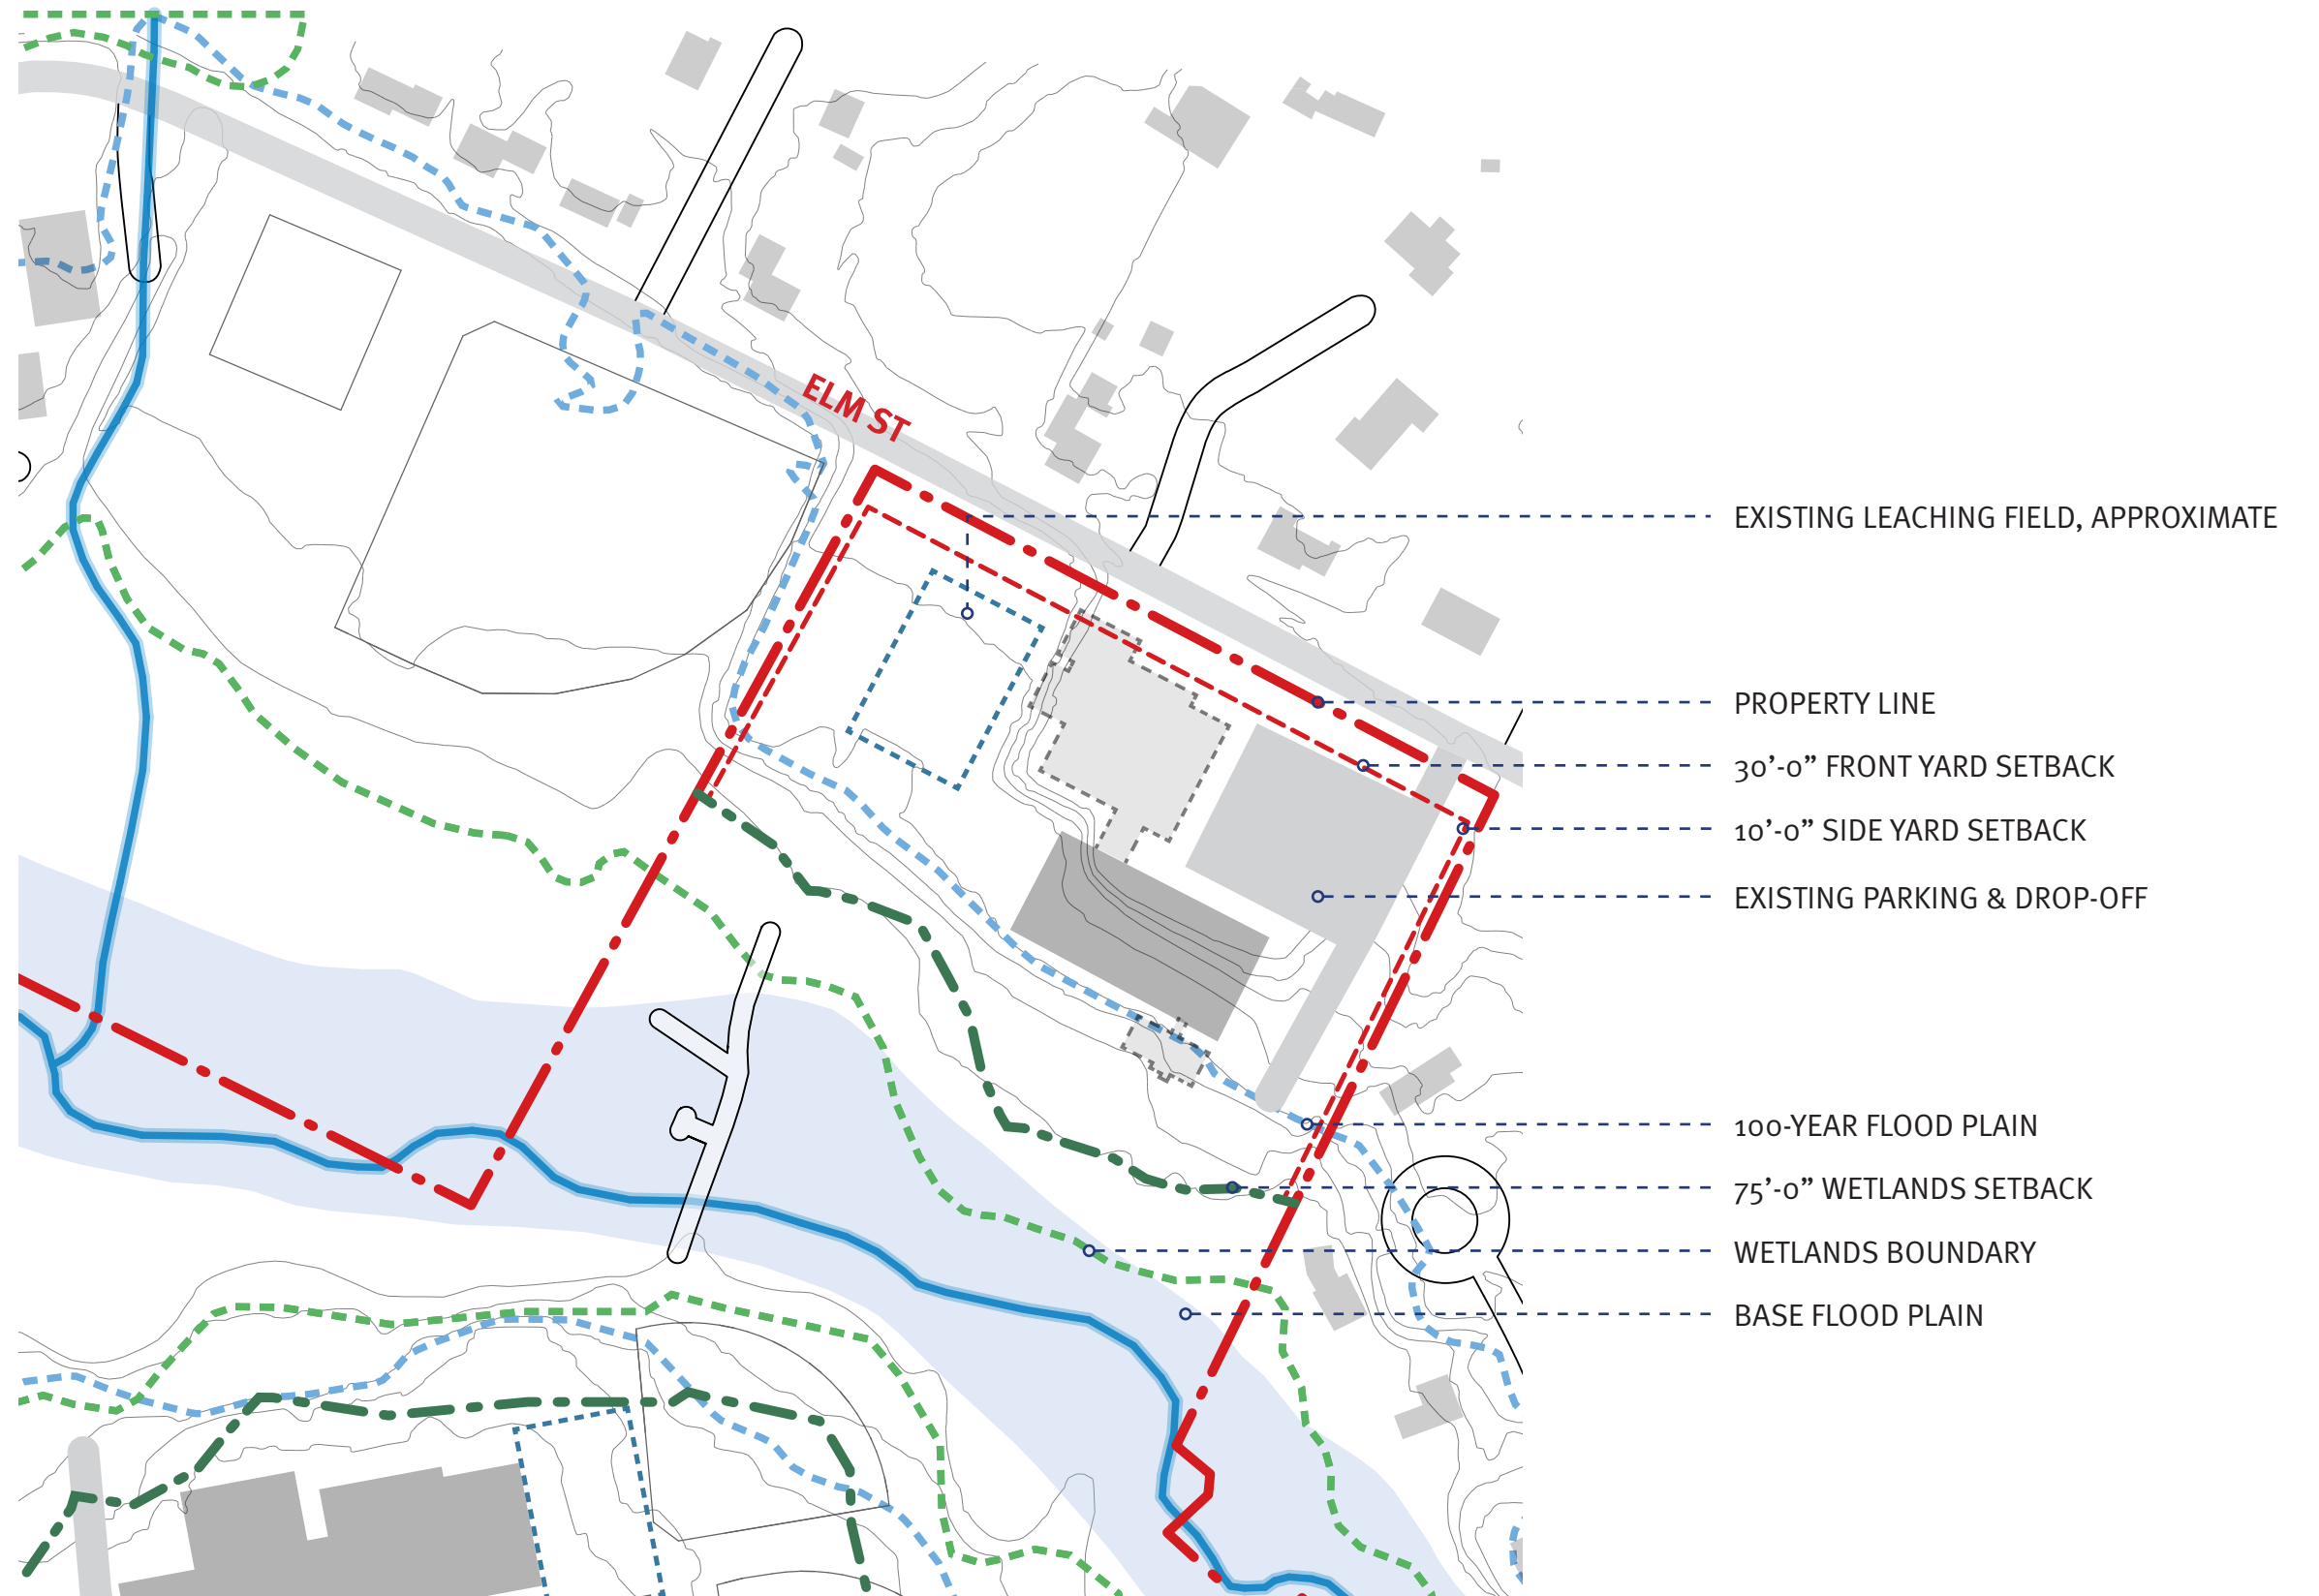 ELM ST
EXISTING LEACHING FIELD, APPROXIMATE
PROPERTY LINE
30’-0” FRONT YARD SETBACK
10’-0” SIDE YARD SETBACK
EXISTING PARKING & DROP-OFF
100-YEAR FLOOD PLAIN
75’-0” WETLANDS SETBACK
WETLANDS BOUNDARY
BASE FLOOD PLAIN